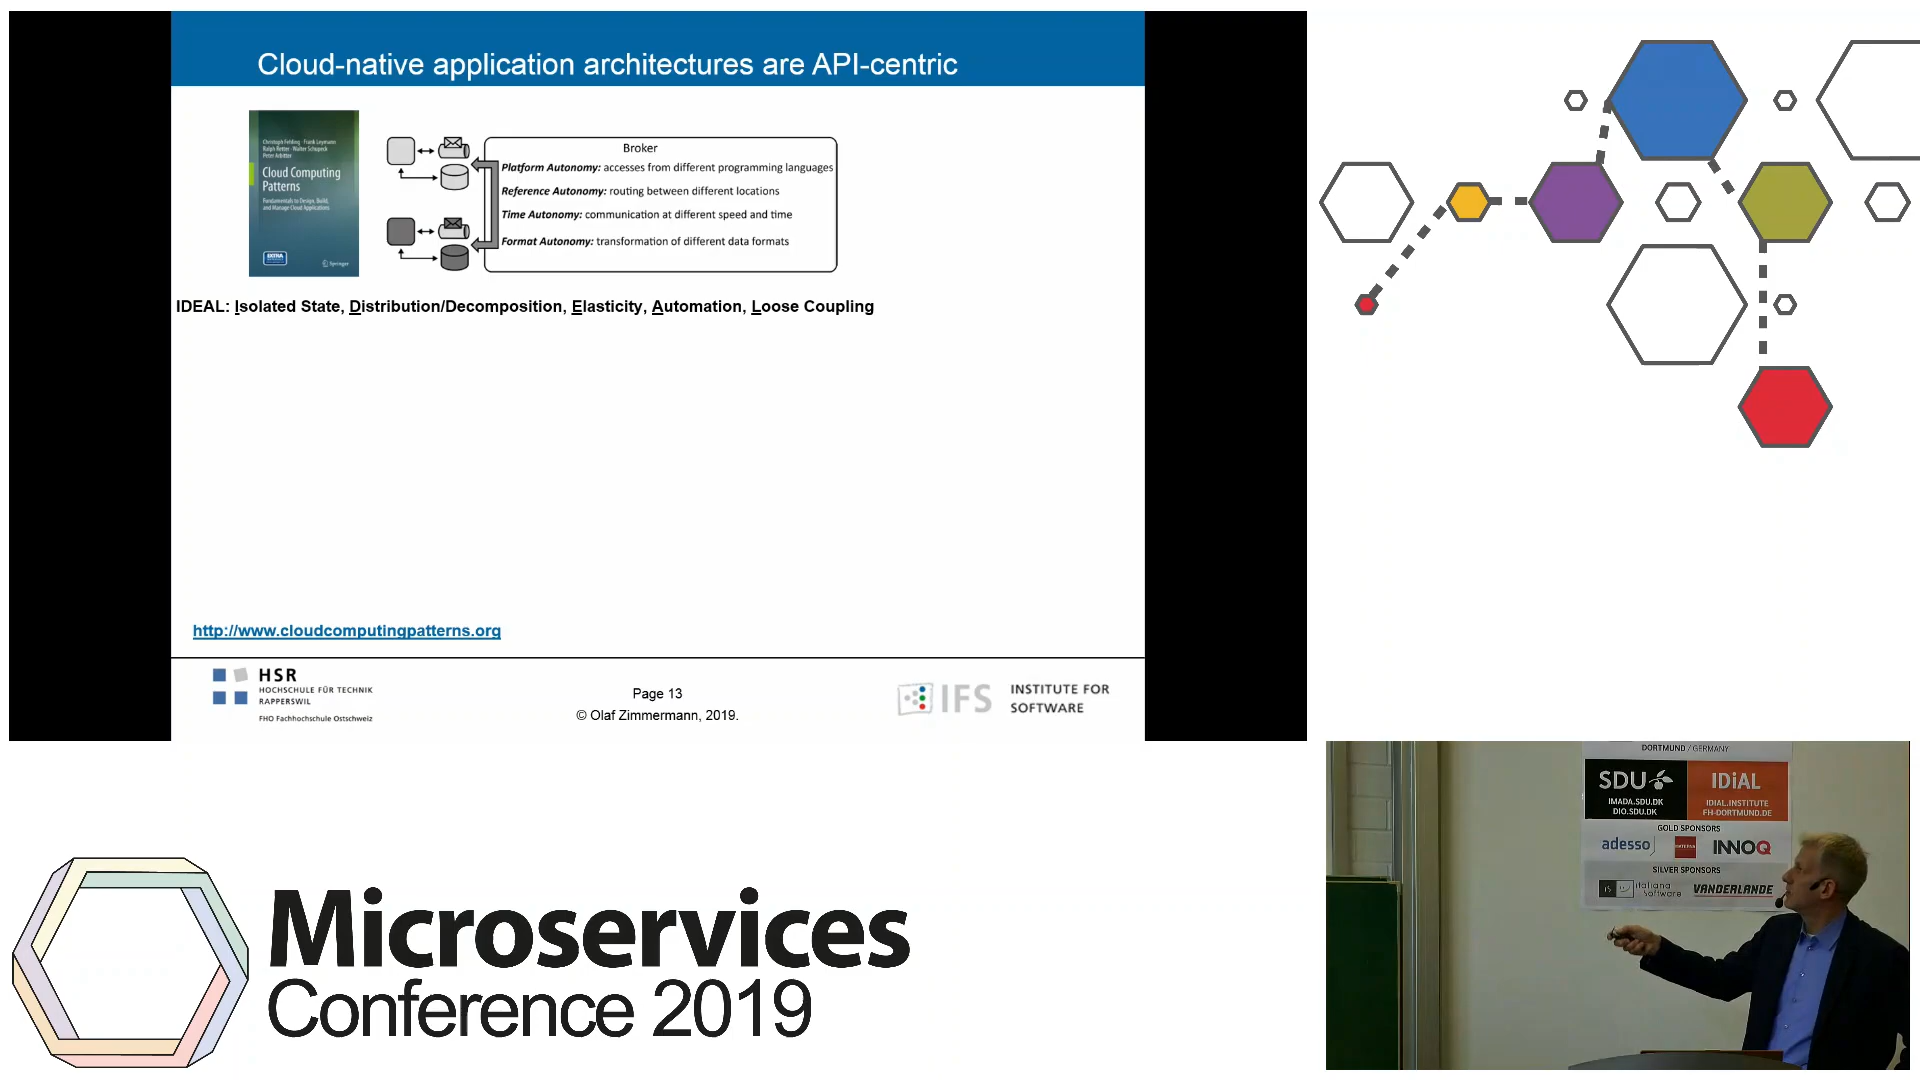 Cloud-native application architectures are API-centric
Christoph Fehling · Frank Leymann
Ralph Retter · Walter Schupeck
Peter Arbitter
Cloud Computing
Patterns
Fundamentals to Design, Build,
and Manage Cloud Applications
EXTRA
Springer
Broker
Platform Autonomy: accesses from different programming languages
Reference Autonomy: routing between different locations
Time Autonomy: communication at different speed and time
Format Autonomy: transformation of different data formats
IDEAL: Isolated State, Distribution/Decomposition, Elasticity, Automation, Loose Coupling
http://www.cloudcomputingpatterns.org
HSR
HOCHSCHULE FÜR TECHNIK
RAPPERSWIL
FHO Fachhochschule Ostschweiz
Page 13
© Olaf Zimmermann, 2019.
IFS
INSTITUTE FOR
SOFTWARE
DORTMUND / GERMANY
SDU
IMADA.SDU.DK
DIO.SDU.DK
IDiAL
IDIAL.INSTITUTE
FH-DORTMUND.DE
GOLD SPONSORS
adesso
INNOQ
SILVER SPONSORS
italiana
software
VANDERLANDE
Microservices
Conference 2019